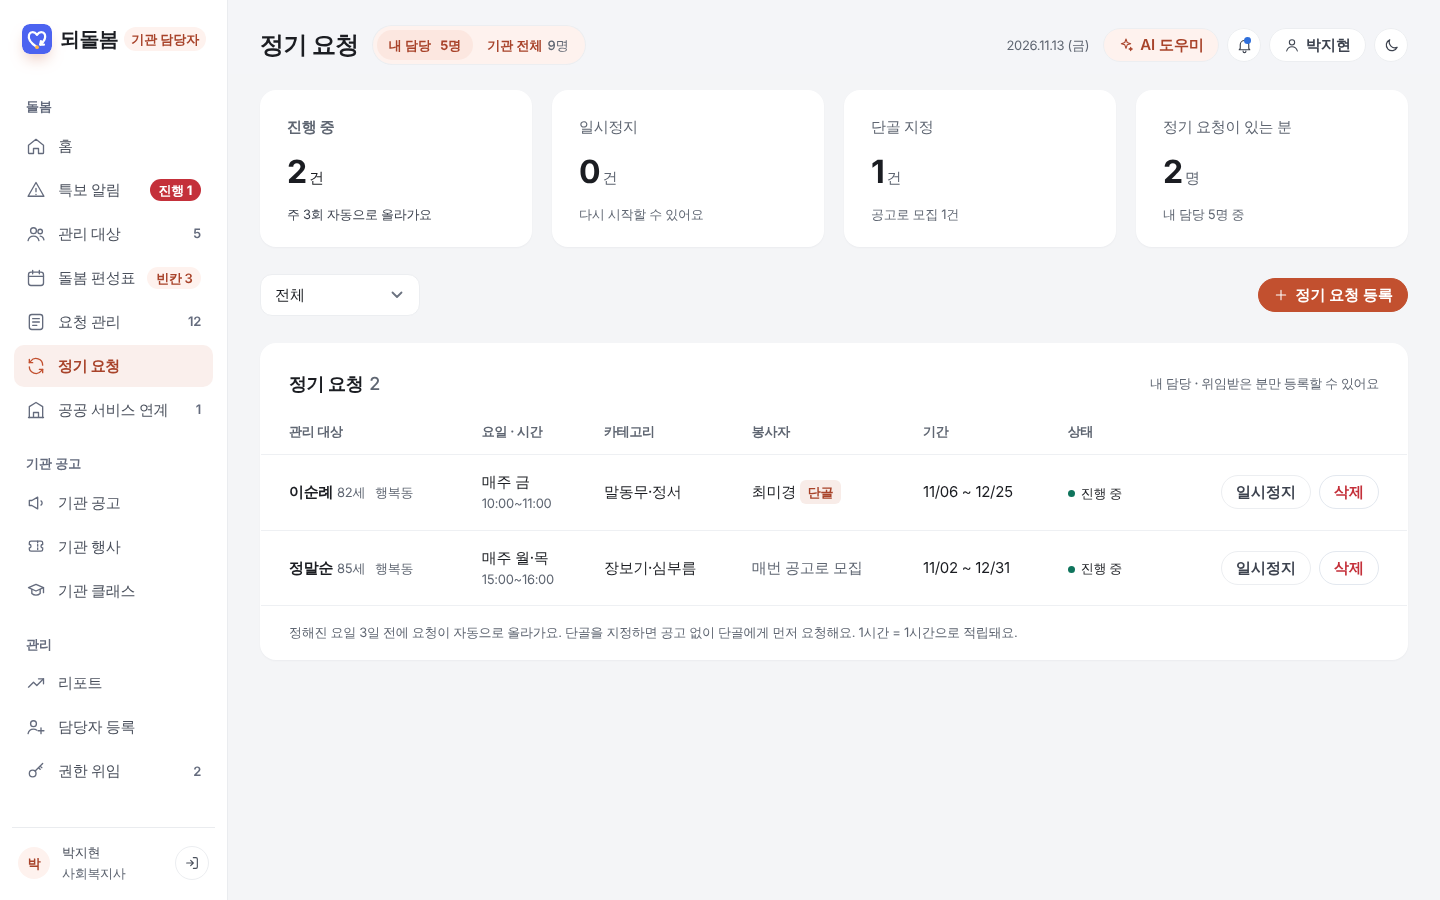 되돌봄 기관 담당자
돌봄
홈
특보 알림 진행 1
관리 대상 5
돌봄 편성표 빈칸 3
요청 관리 12
정기 요청
공공 서비스 연계 1
기관 공고
기관 공고
기관 행사
기관 클래스
관리
리포트
담당자 등록
권한 위임 2
박 박지현
사회복지사
정기 요청 내 담당 5명 기관 전체 9명 2026.11.13 (금) AI 도우미 박지현
진행 중
2건
주 3회 자동으로 올라가요
일시정지
0건
다시 시작할 수 있어요
단골 지정
1건
공고로 모집 1건
정기 요청이 있는 분
2명
내 담당 5명 중
전체 정기 요청 등록
정기 요청 2 내 담당 · 위임받은 분만 등록할 수 있어요
관리 대상 요일 · 시간 카테고리 봉사자 기간 상태
이순례 82세 행복동 매주 금 10:00~11:00 말동무·정서 최미경 단골 11/06 ~ 12/25 진행 중 일시정지 삭제
정말순 85세 행복동 매주 월·목 15:00~16:00 장보기·심부름 매번 공고로 모집 11/02 ~ 12/31 진행 중 일시정지 삭제
정해진 요일 3일 전에 요청이 자동으로 올라가요. 단골을 지정하면 공고 없이 단골에게 먼저 요청해요. 1시간 = 1시간으로 적립돼요.